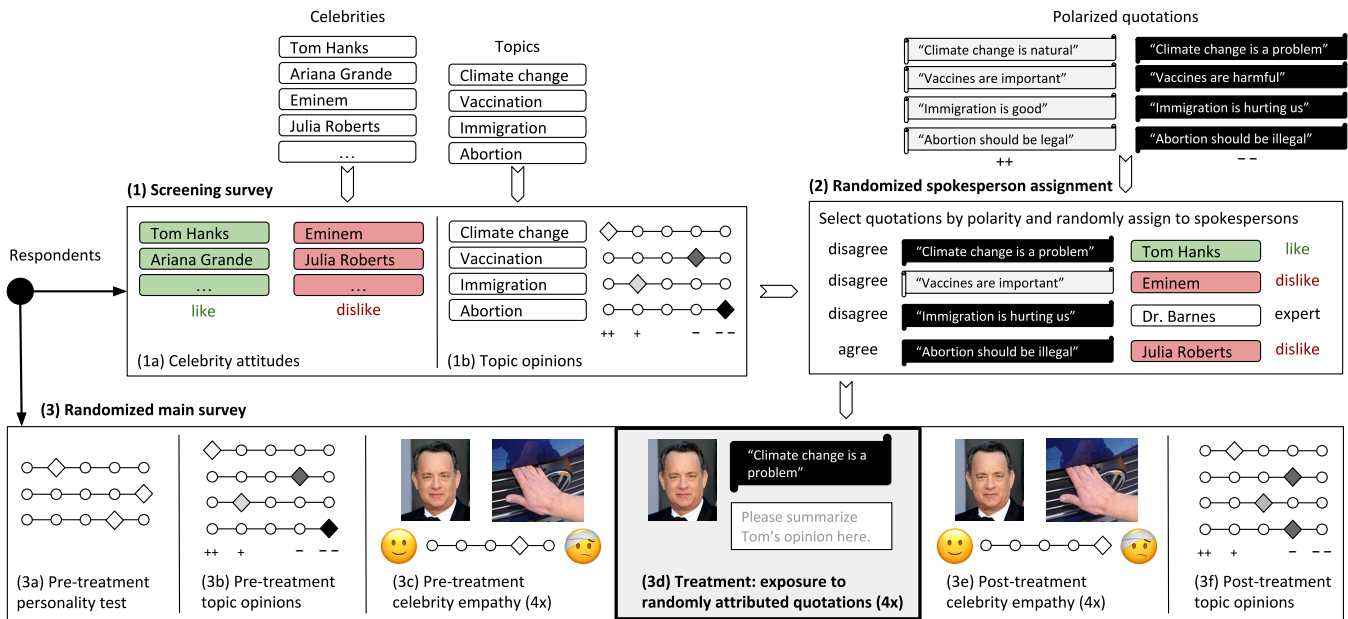 Celebrities
Tom Hanks
Ariana Grande
Eminem
Julia Roberts
...
Topics
Climate change
Vaccination
Immigration
Abortion
Polarized quotations
“Climate change is natural”
“Climate change is a problem”
“Vaccines are important”
“Vaccines are harmful”
“Immigration is good”
“Immigration is hurting us”
“Abortion should be legal”
“Abortion should be illegal”
++
– –
(1) Screening survey
Respondents
Tom Hanks
Ariana Grande
...
like
Eminem
Julia Roberts
...
dislike
(1a) Celebrity attitudes
Climate change
Vaccination
Immigration
Abortion
++ + – – –
(1b) Topic opinions
(2) Randomized spokesperson assignment
Select quotations by polarity and randomly assign to spokespersons
disagree “Climate change is a problem” Tom Hanks like
disagree “Vaccines are important” Eminem dislike
disagree “Immigration is hurting us” Dr. Barnes expert
agree “Abortion should be illegal” Julia Roberts dislike
(3) Randomized main survey
(3a) Pre-treatment
personality test
++ + – – –
(3b) Pre-treatment
topic opinions
(3c) Pre-treatment
celebrity empathy (4x)
“Climate change is a
problem”
Please summarize
Tom’s opinion here.
(3d) Treatment: exposure to
randomly attributed quotations (4x)
(3e) Post-treatment
celebrity empathy (4x)
++ + – – –
(3f) Post-treatment
topic opinions